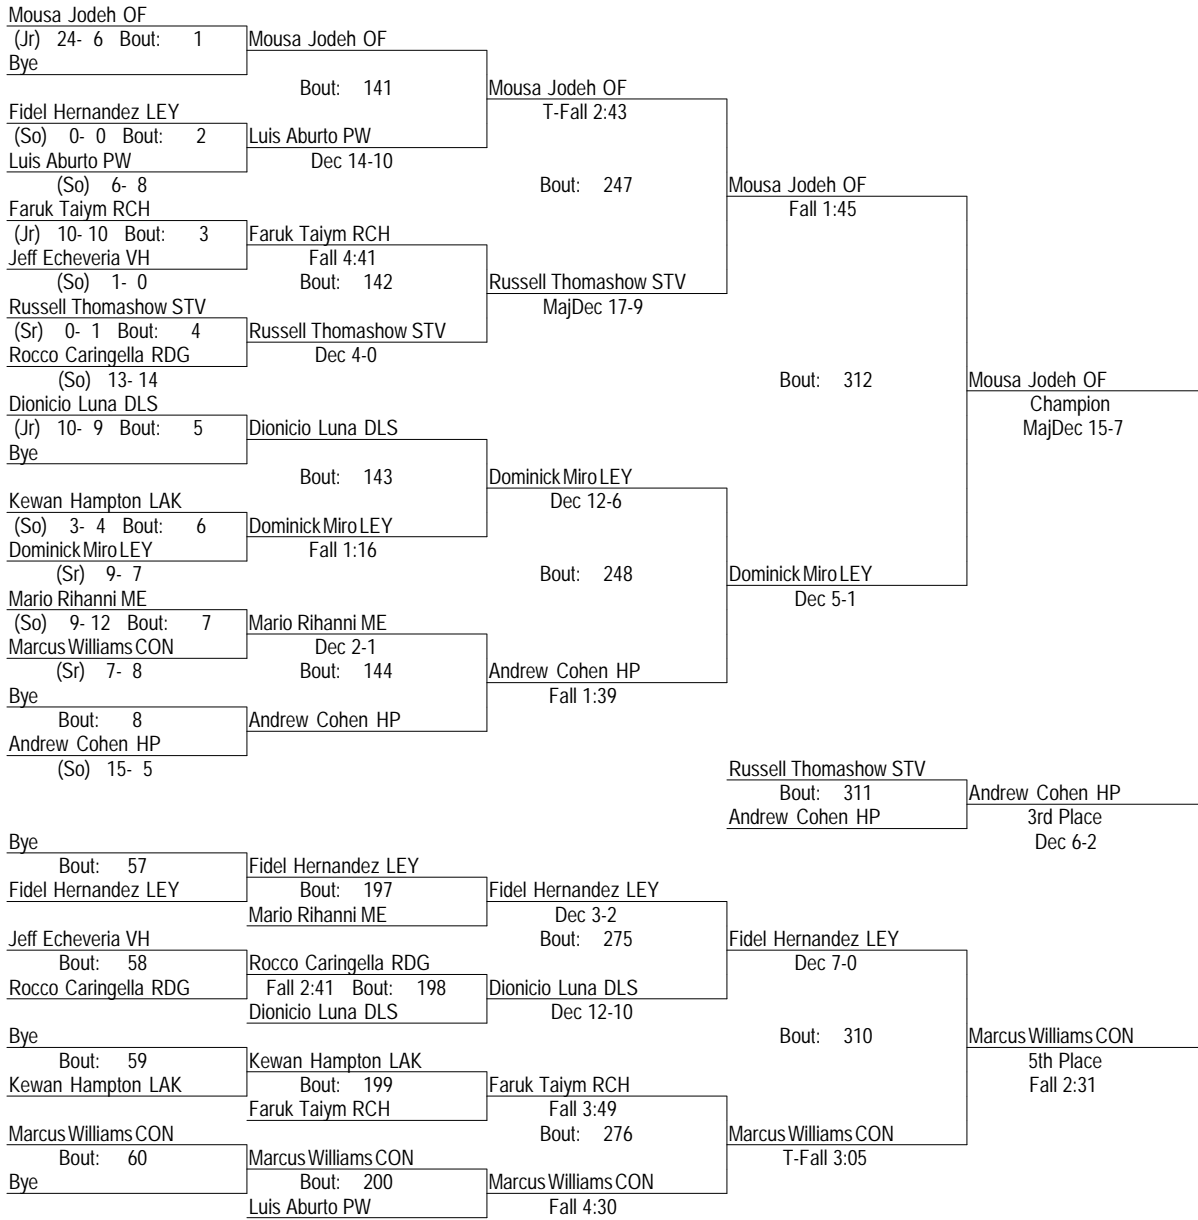 Mousa Jodeh OF
(Jr) 24- 6 Bout: 1 Mousa Jodeh OF
Bye
Bout: 141 Mousa Jodeh OF
Fidel Hernandez LEY T-Fall 2:43
(So) 0- 0 Bout: 2 Luis Aburto PW
Luis Aburto PW Dec 14-10
(So) 6- 8 Bout: 247 Mousa Jodeh OF
Faruk Taiym RCH Fall 1:45
(Jr) 10- 10 Bout: 3 Faruk Taiym RCH
Jeff Echeveria VH Fall 4:41
(So) 1- 0 Bout: 142 Russell Thomashow STV
Russell Thomashow STV MajDec 17-9
(Sr) 0- 1 Bout: 4 Russell Thomashow STV
Rocco Caringella RDG Dec 4-0
(So) 13- 14 Bout: 312 Mousa Jodeh OF
Dionicio Luna DLS Champion
(Jr) 10- 9 Bout: 5 Dionicio Luna DLS MajDec 15-7
Bye
Bout: 143 Dominick Miro LEY
Kewan Hampton LAK Dec 12-6
(So) 3- 4 Bout: 6 Dominick Miro LEY
Dominick Miro LEY Fall 1:16
(Sr) 9- 7 Bout: 248 Dominick Miro LEY
Mario Rihanni ME Dec 5-1
(So) 9- 12 Bout: 7 Mario Rihanni ME
Marcus Williams CON Dec 2-1
(Sr) 7- 8 Bout: 144 Andrew Cohen HP
Bye Fall 1:39
Bout: 8 Andrew Cohen HP
Andrew Cohen HP
(So) 15- 5 Russell Thomashow STV
Bout: 311 Andrew Cohen HP
Andrew Cohen HP 3rd Place
Bye Dec 6-2
Bout: 57 Fidel Hernandez LEY
Fidel Hernandez LEY Bout: 197 Fidel Hernandez LEY
Mario Rihanni ME Dec 3-2
Jeff Echeveria VH Bout: 275 Fidel Hernandez LEY
Bout: 58 Rocco Caringella RDG Dec 7-0
Rocco Caringella RDG Fall 2:41 Bout: 198 Dionicio Luna DLS
Dionicio Luna DLS Dec 12-10
Bye Bout: 310 Marcus Williams CON
Bout: 59 Kewan Hampton LAK 5th Place
Kewan Hampton LAK Bout: 199 Faruk Taiym RCH Fall 2:31
Faruk Taiym RCH Fall 3:49
Marcus Williams CON Bout: 276 Marcus Williams CON
Bout: 60 Marcus Williams CON T-Fall 3:05
Bye Bout: 200 Marcus Williams CON
Luis Aburto PW Fall 4:30